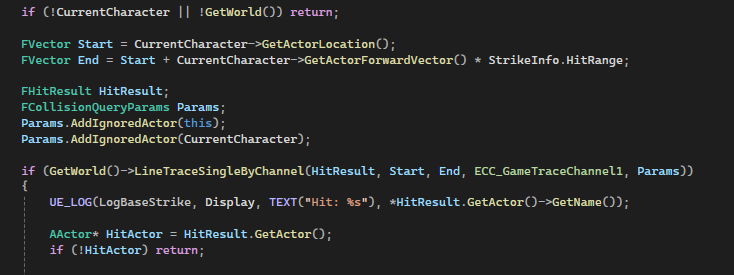 if (!CurrentCharacter || !GetWorld()) return;
FVector Start = CurrentCharacter->GetActorLocation();
FVector End = Start + CurrentCharacter->GetActorForwardVector() * StrikeInfo.HitRange;
FHitResult HitResult;
FCollisionQueryParams Params;
Params.AddIgnoredActor(this);
Params.AddIgnoredActor(CurrentCharacter);
if (GetWorld()->LineTraceSingleByChannel(HitResult, Start, End, ECC_GameTraceChannel1, Params))
{
UE_LOG(LogBaseStrike, Display, TEXT("Hit: %s"), *HitResult.GetActor()->GetName());
AActor* HitActor = HitResult.GetActor();
if (!HitActor) return;